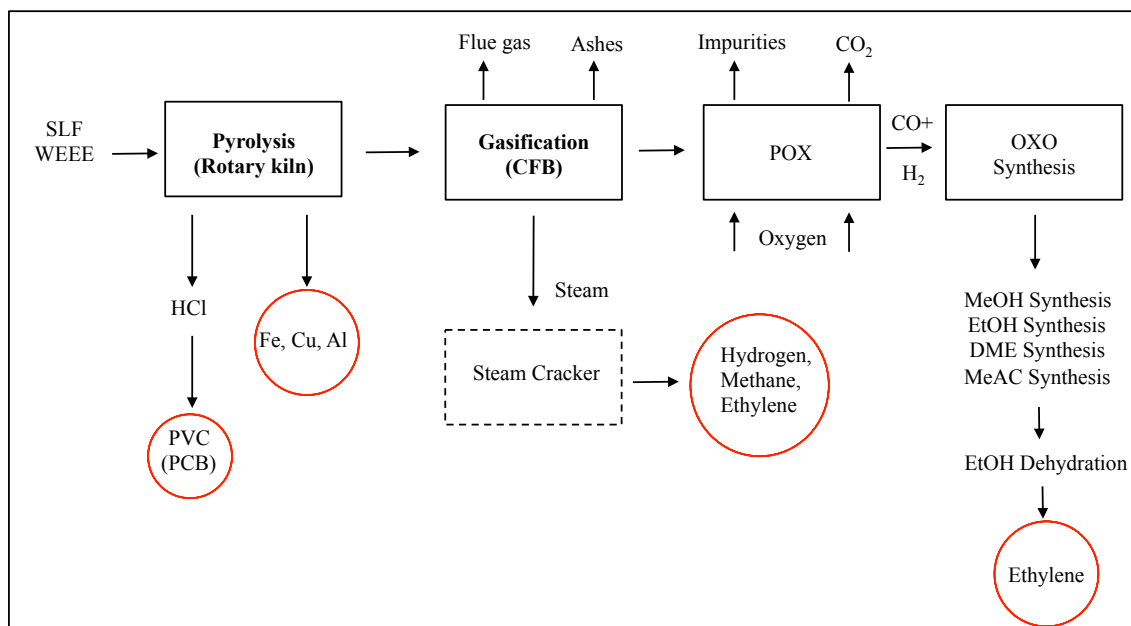 Flue gas
Ashes
Impurities
CO₂
SLF
WEEE
Pyrolysis
(Rotary kiln)
Gasification
(CFB)
POX
CO+
H₂
OXO
Synthesis
Oxygen
HCl
Fe, Cu, Al
Steam
Steam Cracker
Hydrogen,
Methane,
Ethylene
MeOH Synthesis
EtOH Synthesis
DME Synthesis
MeAC Synthesis
PVC
(PCB)
EtOH Dehydration
Ethylene